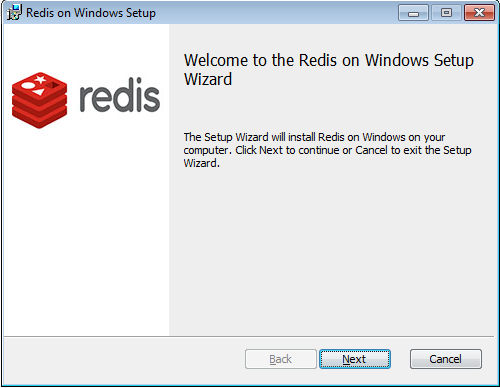 Redis on Windows Setup
redis
Welcome to the Redis on Windows Setup
Wizard
The Setup Wizard will install Redis on Windows on your
computer. Click Next to continue or Cancel to exit the Setup
Wizard.
Back
Next
Cancel